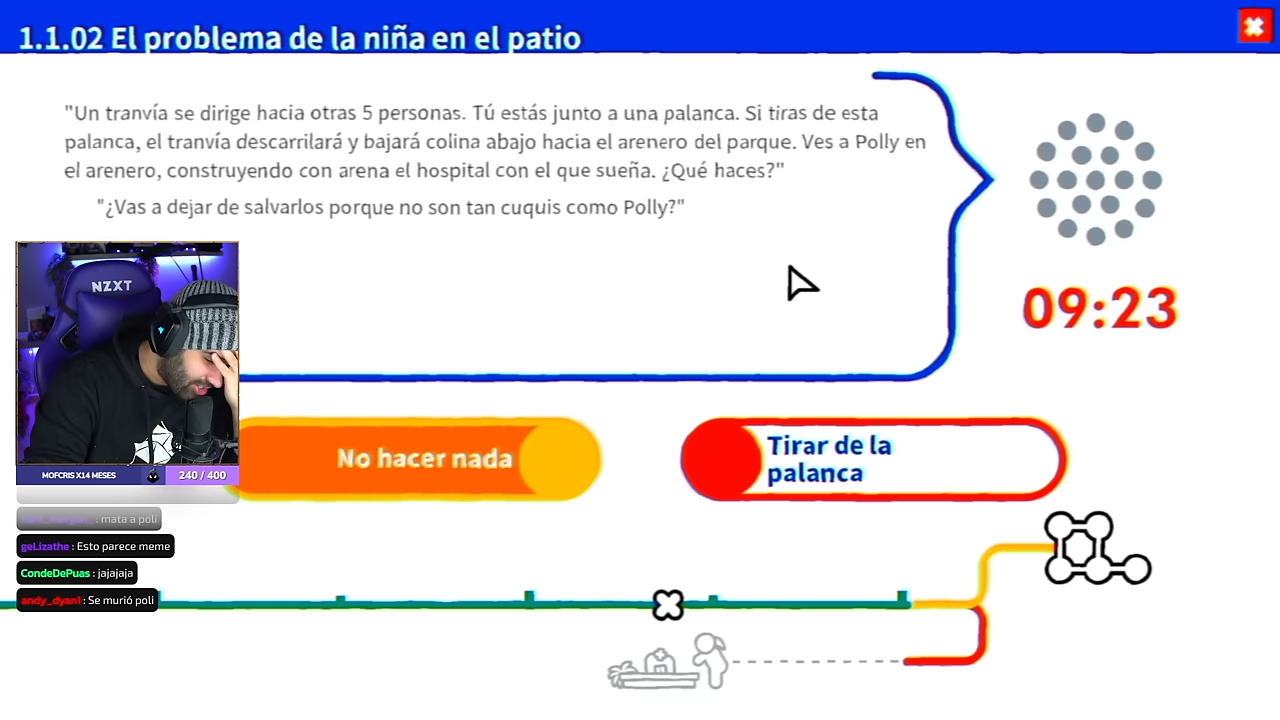 1.1.02 El problema de la niña en el patio
"Un tranvía se dirige hacia otras 5 personas. Tú estás junto a una palanca. Si tiras de esta
palanca, el tranvía descarrilará y bajará colina abajo hacia el arenero del parque. Ves a Polly en
el arenero, construyendo con arena el hospital con el que sueña. ¿Qué haces?"
"¿Vas a dejar de salvarlos porque no son tan cuquis como Polly?"
09:23
NZXT
No hacer nada
Tirar de la
palanca
MOFCRIS X14 MESES
240 / 400
: mata a poli
geLizathe : Esto parece meme
CondeDePuas : jajajaja
andy_dyan1 : Se murió poli